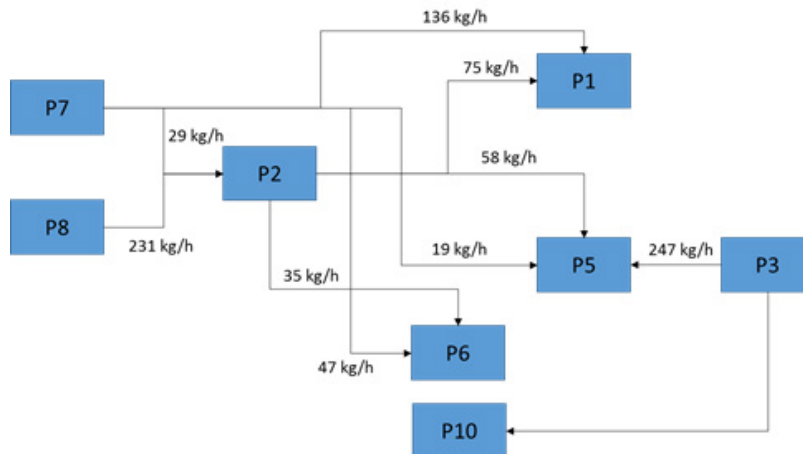 136 kg/h
75 kg/h
P1
P7
29 kg/h
P2
58 kg/h
P8
231 kg/h
19 kg/h
P5
247 kg/h
P3
35 kg/h
P6
47 kg/h
P10